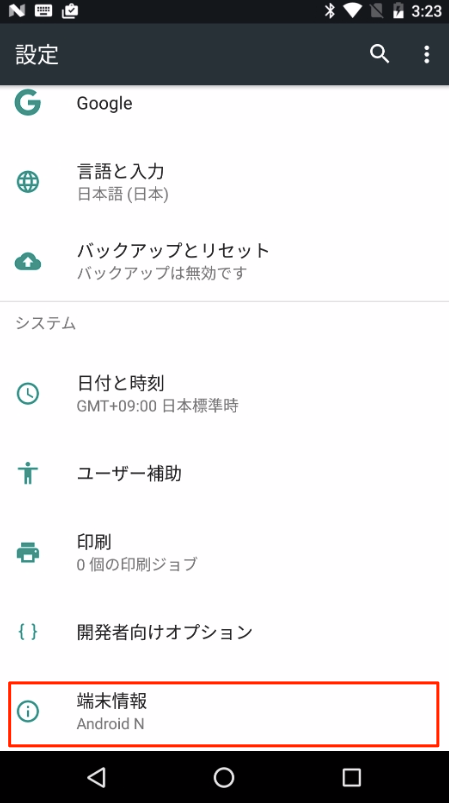 3:23
設定
Google
言語と入力
日本語 (日本)
バックアップとリセット
バックアップは無効です
システム
日付と時刻
GMT+09:00 日本標準時
ユーザー補助
印刷
0 個の印刷ジョブ
{ } 開発者向けオプション
端末情報
Android N